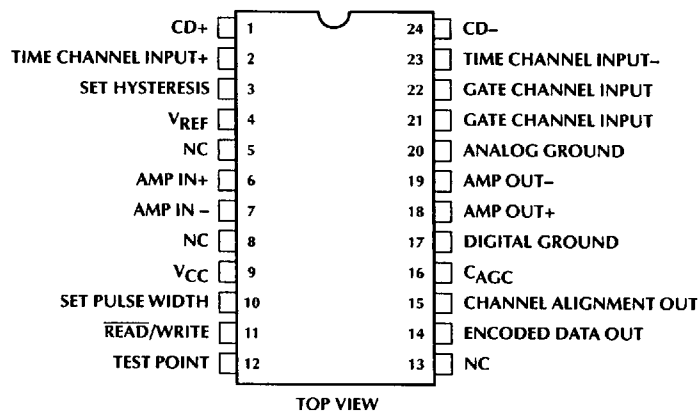 CD+ 1 24 CD–
TIME CHANNEL INPUT+ 2 23 TIME CHANNEL INPUT–
SET HYSTERESIS 3 22 GATE CHANNEL INPUT
VREF 4 21 GATE CHANNEL INPUT
NC 5 20 ANALOG GROUND
AMP IN+ 6 19 AMP OUT–
AMP IN – 7 18 AMP OUT+
NC 8 17 DIGITAL GROUND
VCC 9 16 CAGC
SET PULSE WIDTH 10 15 CHANNEL ALIGNMENT OUT
READ/WRITE 11 14 ENCODED DATA OUT
TEST POINT 12 13 NC
TOP VIEW